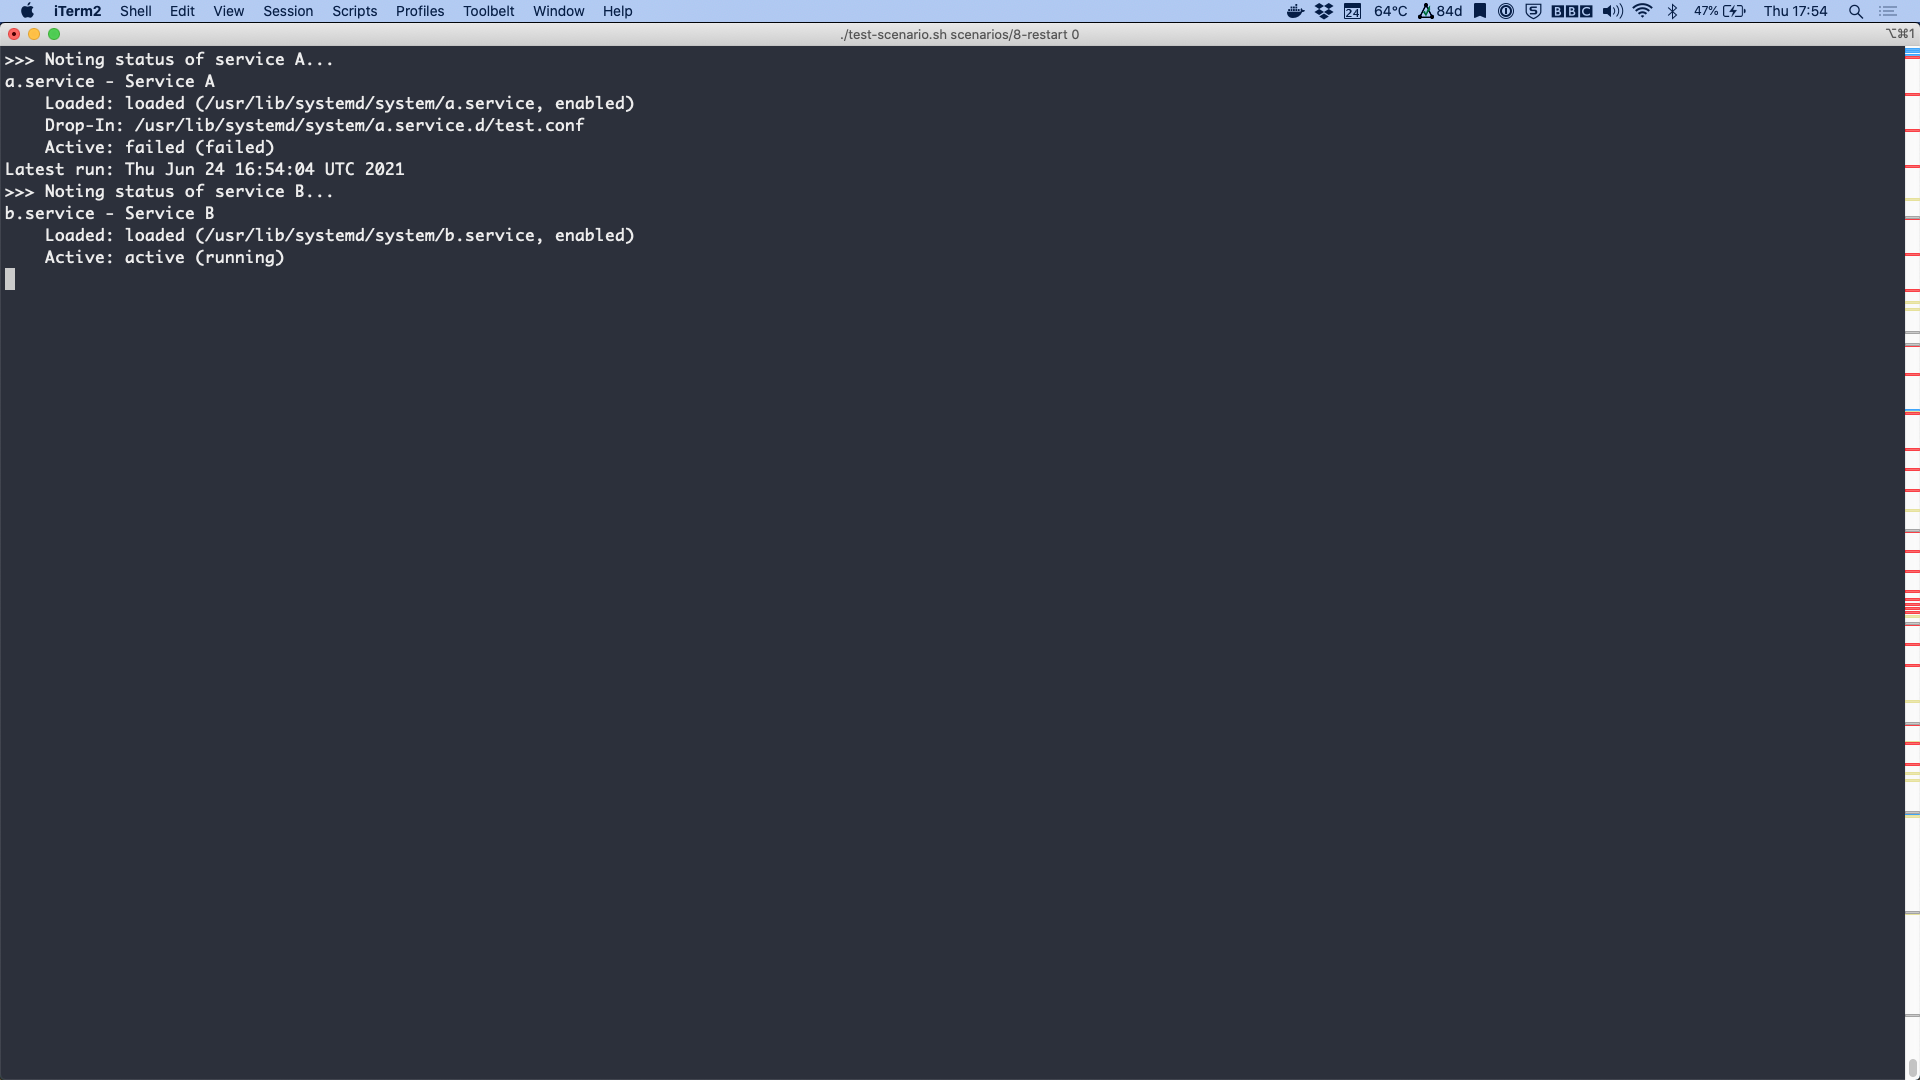 iTerm2 Shell Edit View Session Scripts Profiles Toolbelt Window Help 24 64°C 84d BBC 47% Thu 17:54
./test-scenario.sh scenarios/8-restart 0 ⌥⌘1
>>> Noting status of service A...
a.service - Service A
    Loaded: loaded (/usr/lib/systemd/system/a.service, enabled)
    Drop-In: /usr/lib/systemd/system/a.service.d/test.conf
    Active: failed (failed)
Latest run: Thu Jun 24 16:54:04 UTC 2021
>>> Noting status of service B...
b.service - Service B
    Loaded: loaded (/usr/lib/systemd/system/b.service, enabled)
    Active: active (running)